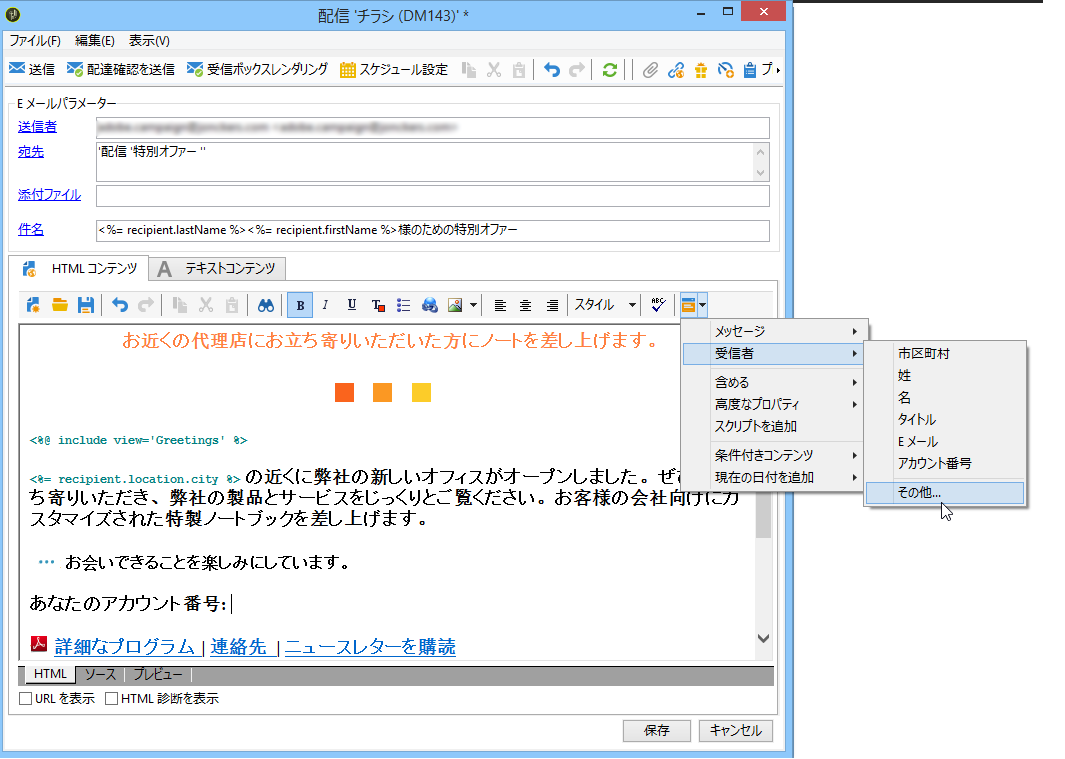 配信 'チラシ (DM143)' *
ファイル(F) 編集(E) 表示(V)
送信 配達確認を送信 受信ボックスレンダリング スケジュール設定 プ
E メールパラメーター
送信者
宛先 '配信 '特別オファー ''
添付ファイル
件名 <%= recipient.lastName %><%= recipient.firstName %>様のための特別オファー
HTML コンテンツ A テキストコンテンツ
B I U T スタイル ABC
お近くの代理店にお立ち寄りいただいた方にノートを差し上げます。
<%@ include view='Greetings' %>
<%= recipient.location.city %> の近くに弊社の新しいオフィスがオープンしました。ぜひ
ち寄りいただき、弊社の製品とサービスをじっくりとご覧ください。お客様の会社向けにカ
スタマイズされた特製ノートブックを差し上げます。
… お会いできることを楽しみにしています。
あなたのアカウント番号:
詳細なプログラム | 連絡先 | ニュースレターを購読
HTML ソース プレビュー
URL を表示 HTML 診断を表示
保存 キャンセル
メッセージ
受信者
含める
高度なプロパティ
スクリプトを追加
条件付きコンテンツ
現在の日付を追加
市区町村
姓
名
タイトル
E メール
アカウント番号
その他...